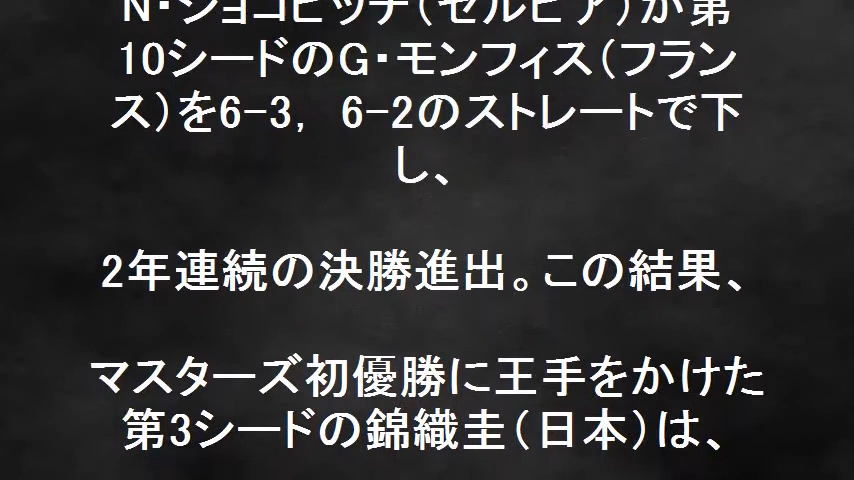 N・ジョコビッチ（セルビア）が第
10シードのG・モンフィス（フラン
ス）を6-3， 6-2のストレートで下
し、
2年連続の決勝進出。この結果、
マスターズ初優勝に王手をかけた
第3シードの錦織圭（日本）は、